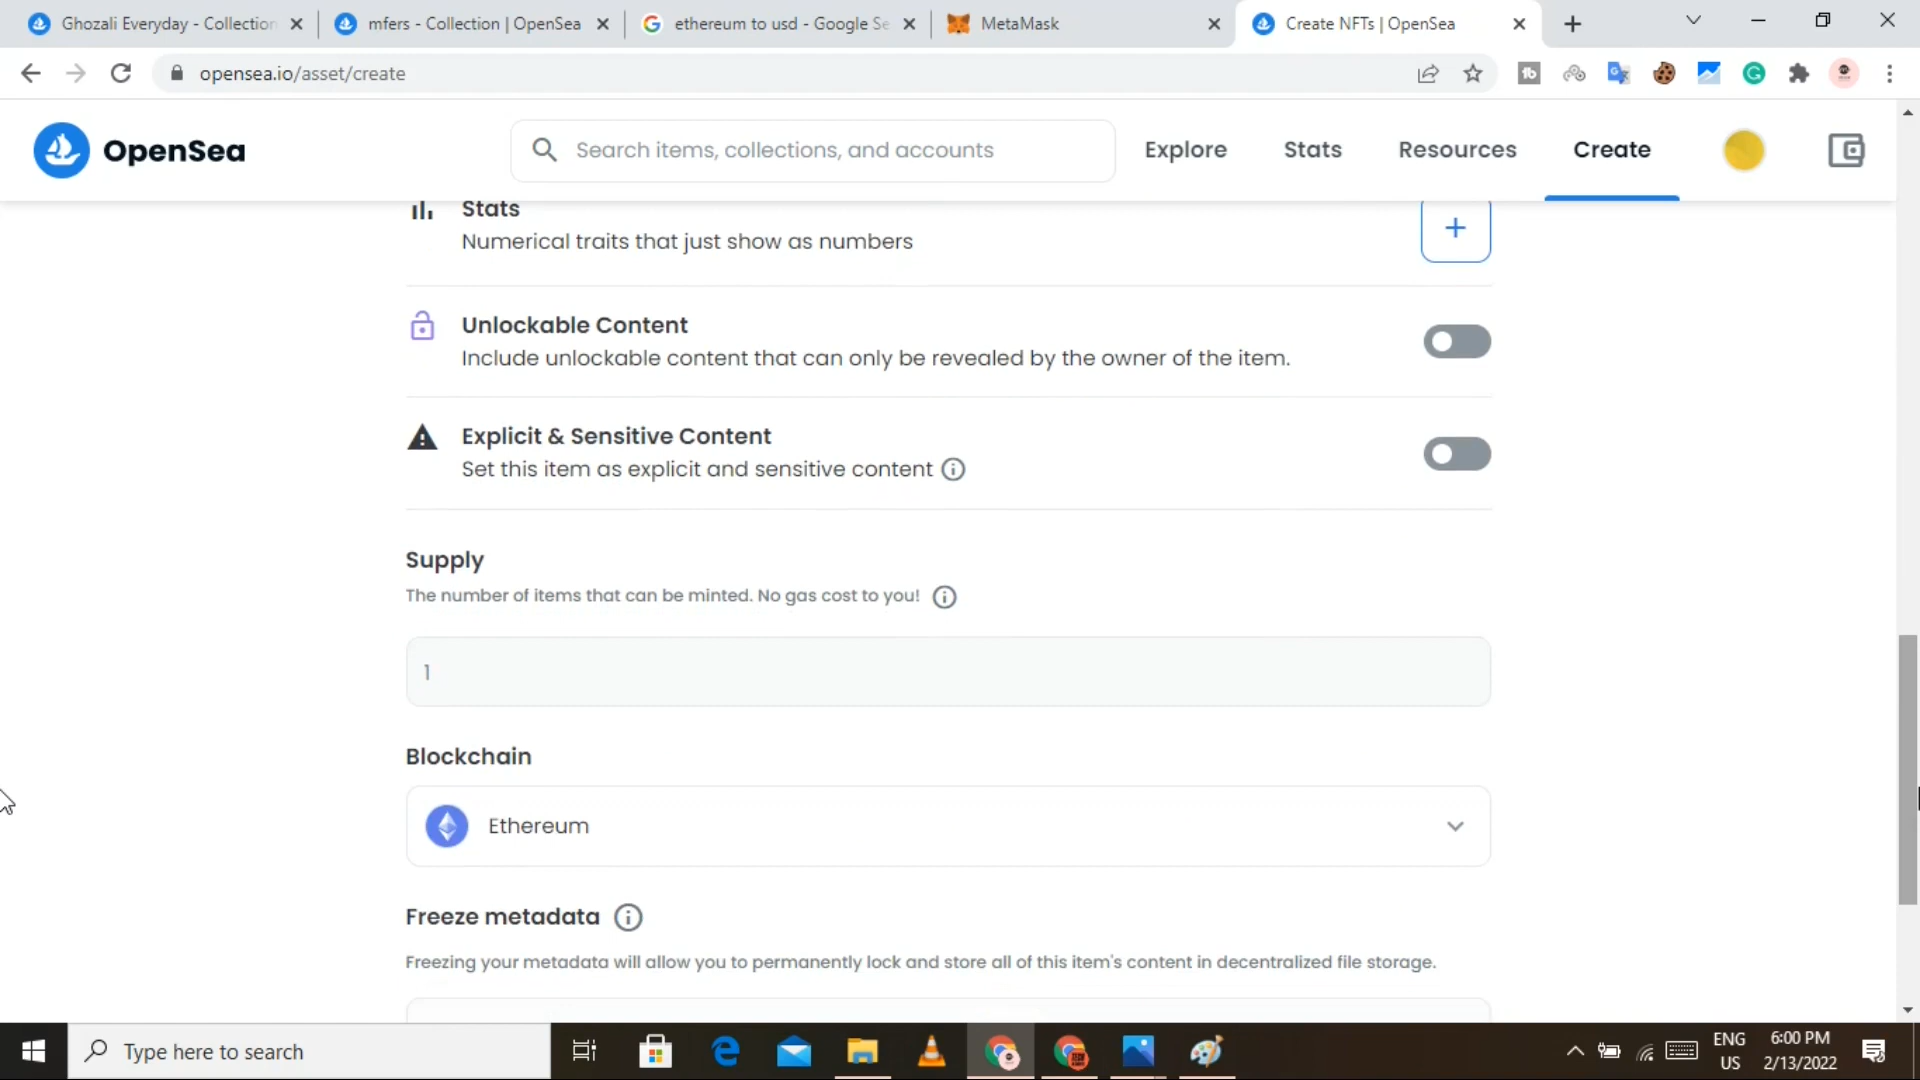 Ghozali Everyday - Collection
mfers - Collection | OpenSea
ethereum to usd - Google Se
MetaMask
Create NFTs | OpenSea
opensea.io/asset/create
OpenSea
Search items, collections, and accounts
Explore
Stats
Resources
Create
Stats
Numerical traits that just show as numbers
Unlockable Content
Include unlockable content that can only be revealed by the owner of the item.
Explicit & Sensitive Content
Set this item as explicit and sensitive content
Supply
The number of items that can be minted. No gas cost to you!
1
Blockchain
Ethereum
Freeze metadata
Freezing your metadata will allow you to permanently lock and store all of this item's content in decentralized file storage.
Type here to search
ENG
US
6:00 PM
2/13/2022